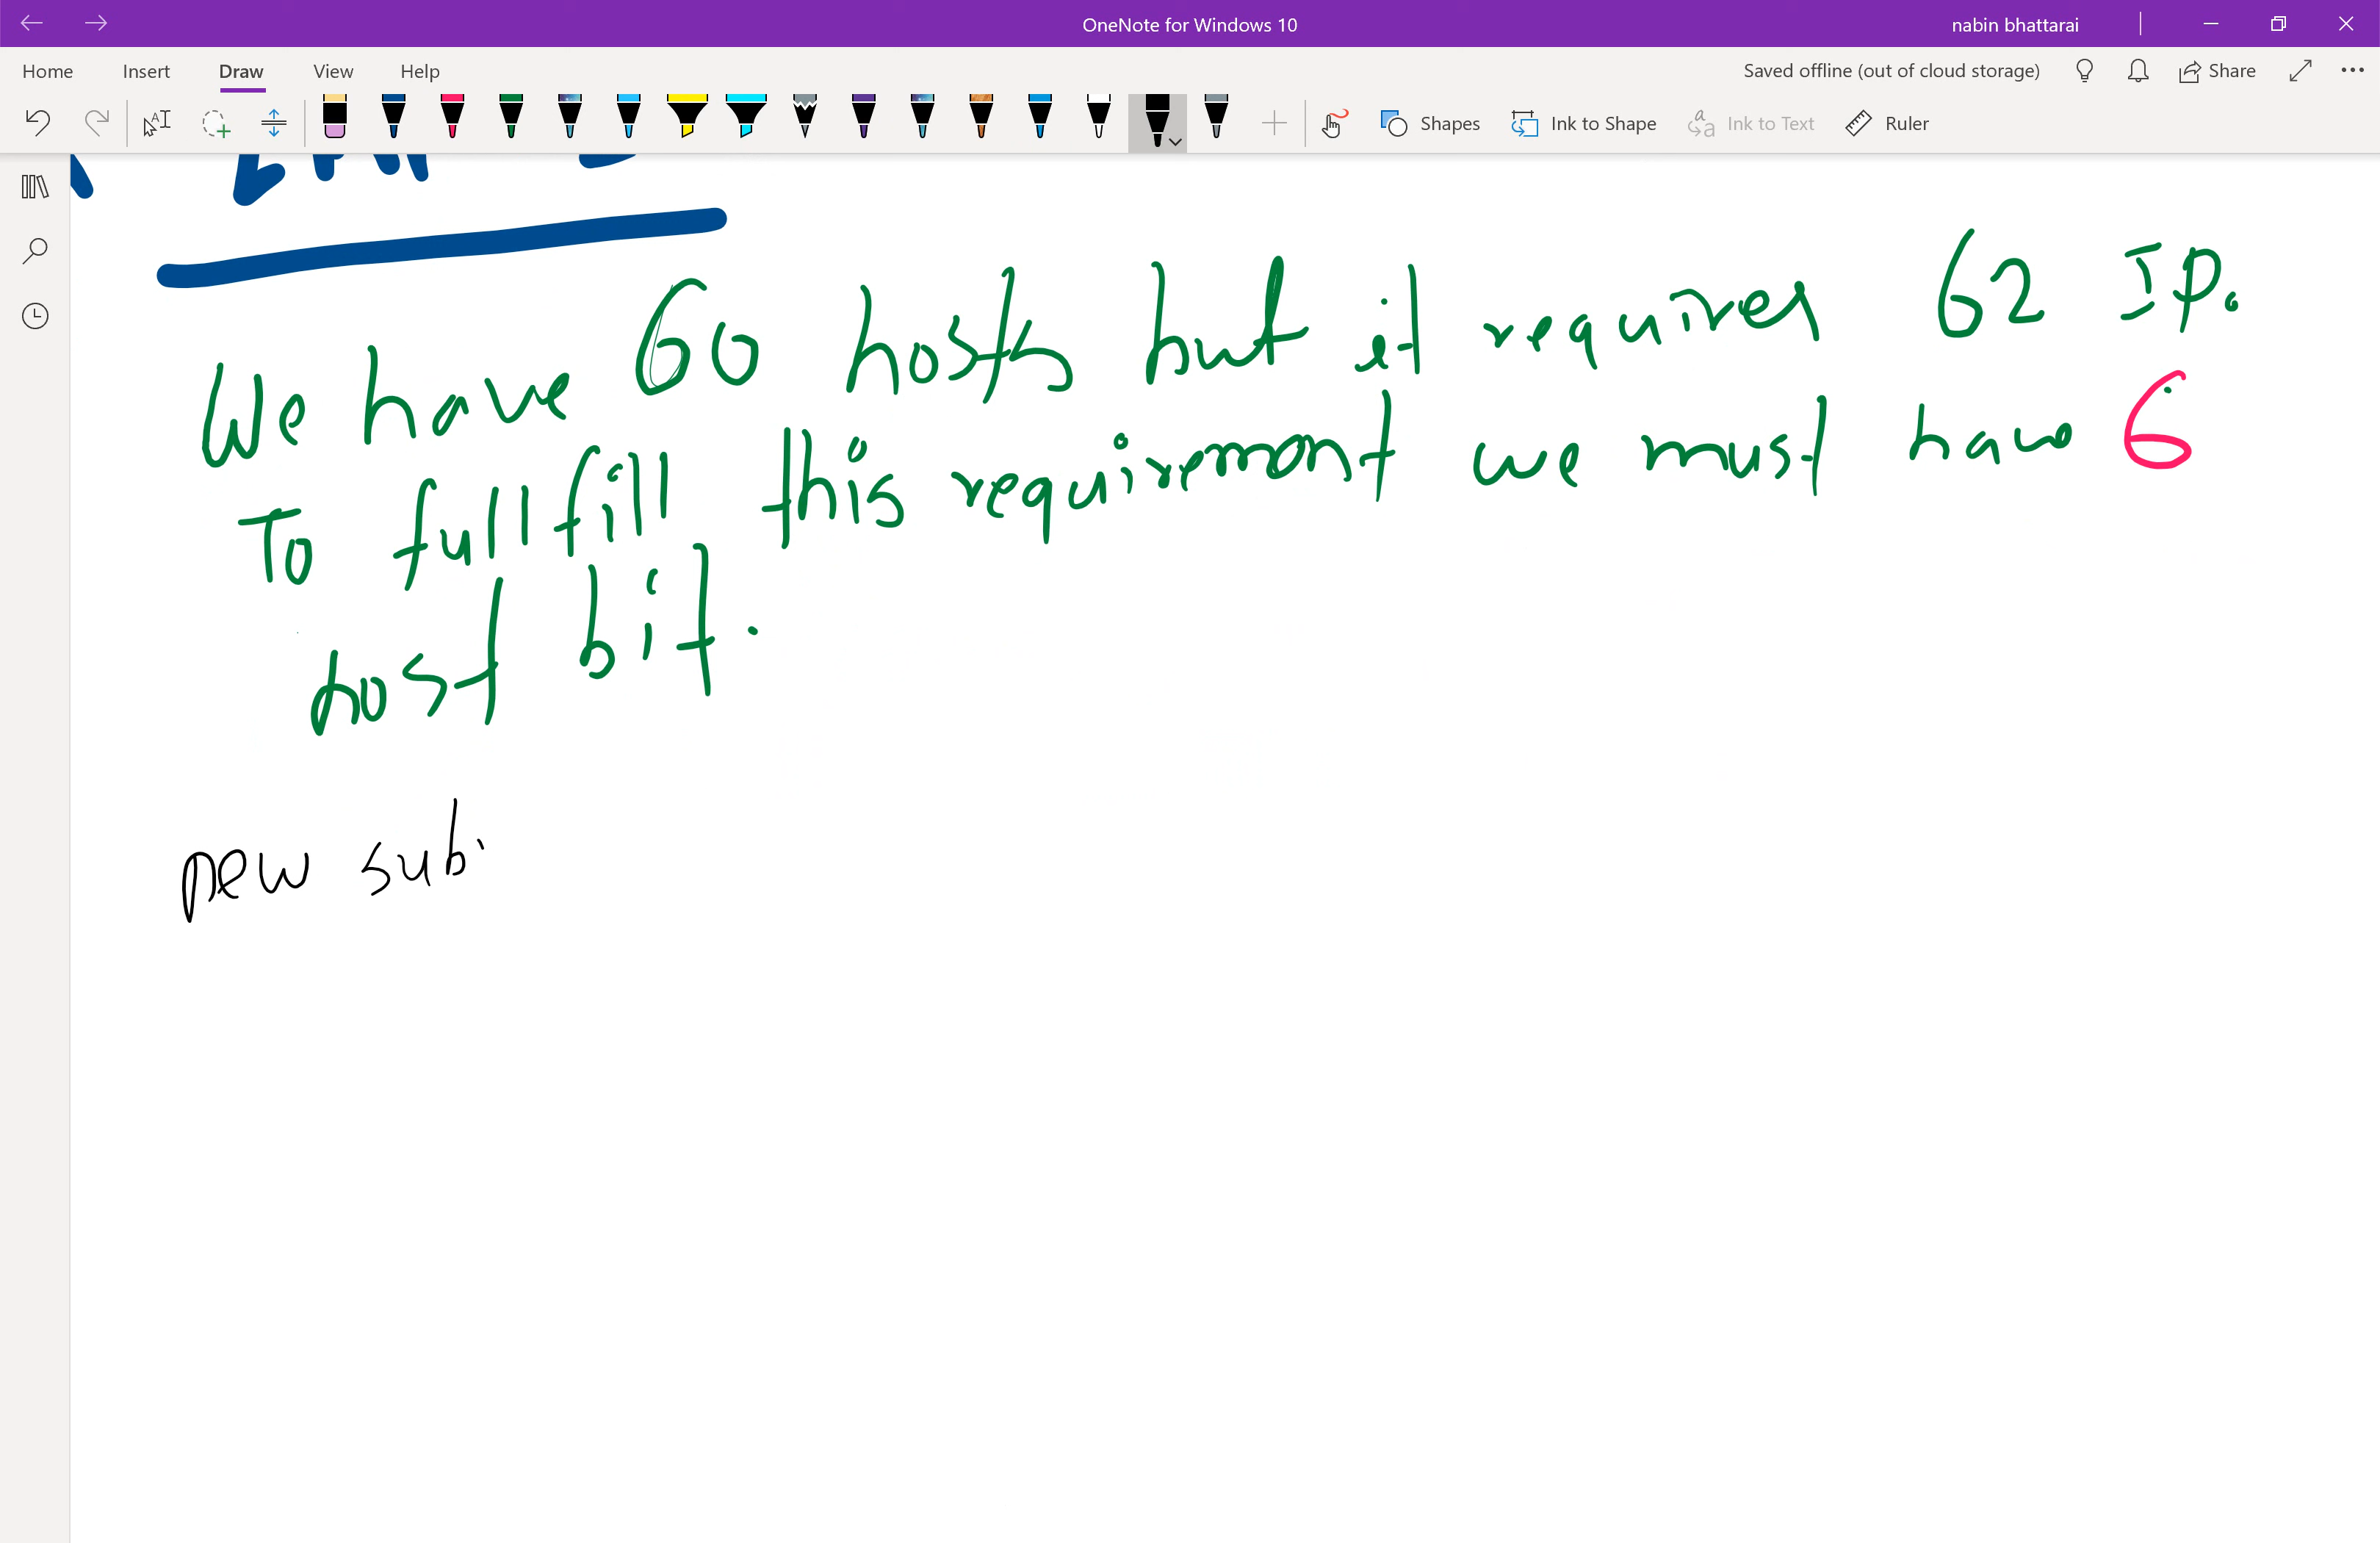 OneNote for Windows 10
nabin bhattarai
Home Insert Draw View Help
Saved offline (out of cloud storage)
Share
Shapes Ink to Shape Ink to Text Ruler
We have 60 hosts but it requires 62 IP.
To fullfill this requirement we must have 6
host bit.
new sub